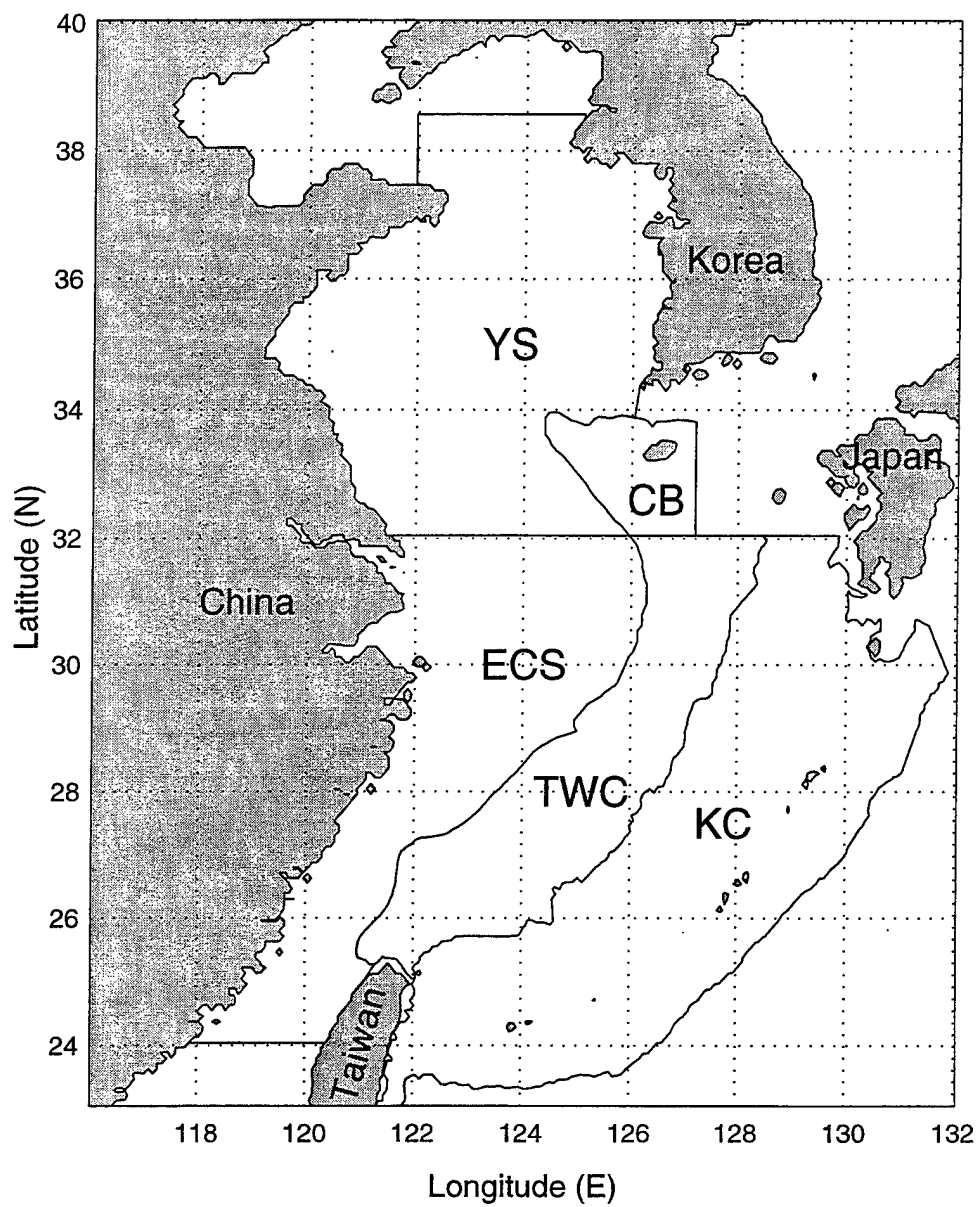 40
38
36
34
32
30
28
26
24
Latitude (N)
Korea
YS
Japan
CB
China
ECS
TWC
KC
Taiwan
118 120 122 124 126 128 130 132
Longitude (E)